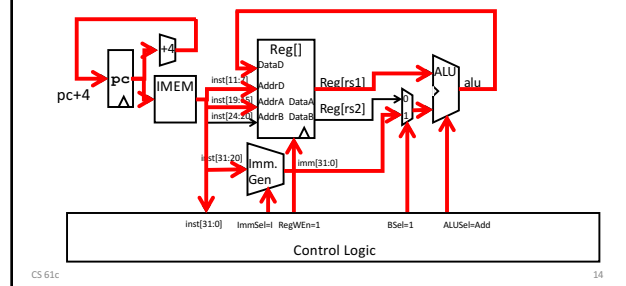 +4
Reg[]
DataD
ALU
pc
IMEM
inst[11:7]
AddrD
Reg[rs1]
alu
pc+4
inst[19:15]
AddrA DataA
Reg[rs2]
0
inst[24:20]
AddrB DataB
1
inst[31:20]
Imm.
Gen
imm[31:0]
inst[31:0] ImmSel=I RegWEn=1 BSel=1 ALUSel=Add
Control Logic
CS 61c 14